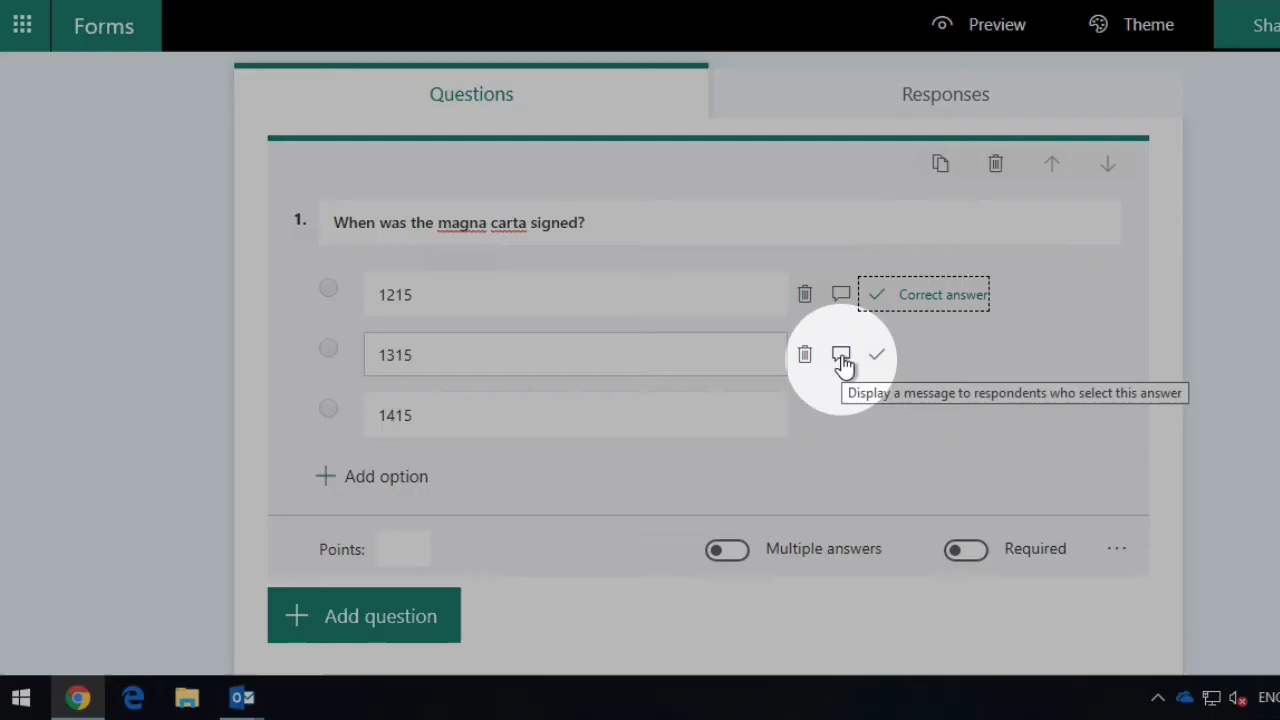 Forms
Preview
Theme
Sha
Questions
Responses
1.
When was the magna carta signed?
1215
Correct answer
1315
Display a message to respondents who select this answer
1415
Add option
Points:
Multiple answers
Required
Add question
ENG